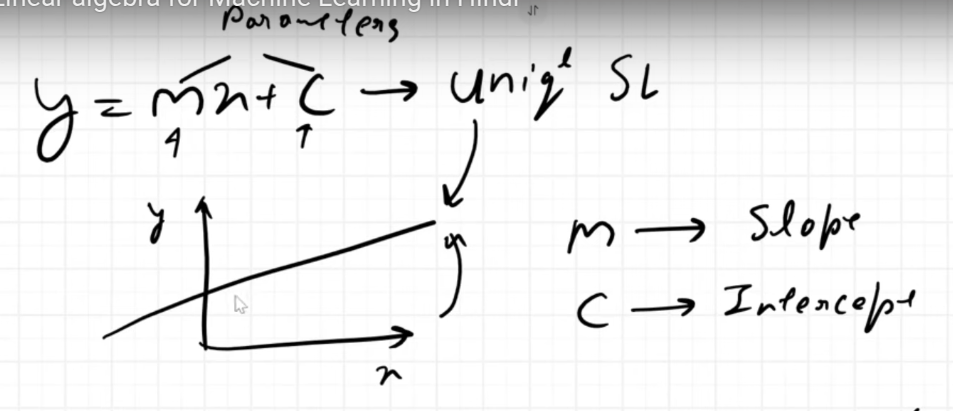 Linear algebra for Machine Learning in Hindi
Parameters
y = mx + c → uniq^l SL
y
m → Slope
c → Intercept
x